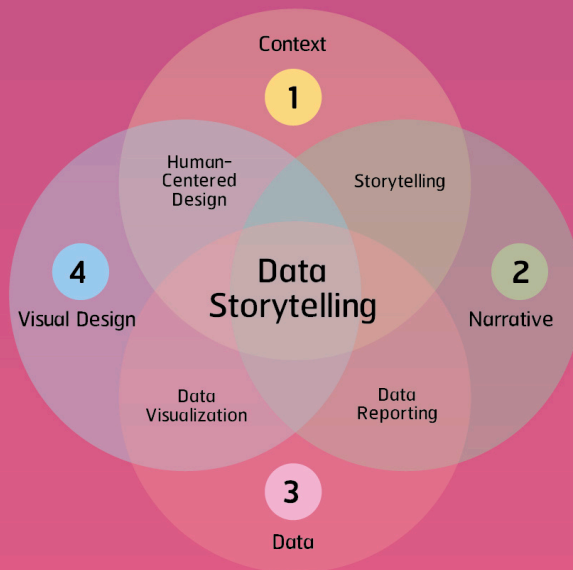 Context
1
Human-
Centered
Design
Storytelling
4
Visual Design
Data
Storytelling
2
Narrative
Data
Visualization
Data
Reporting
3
Data